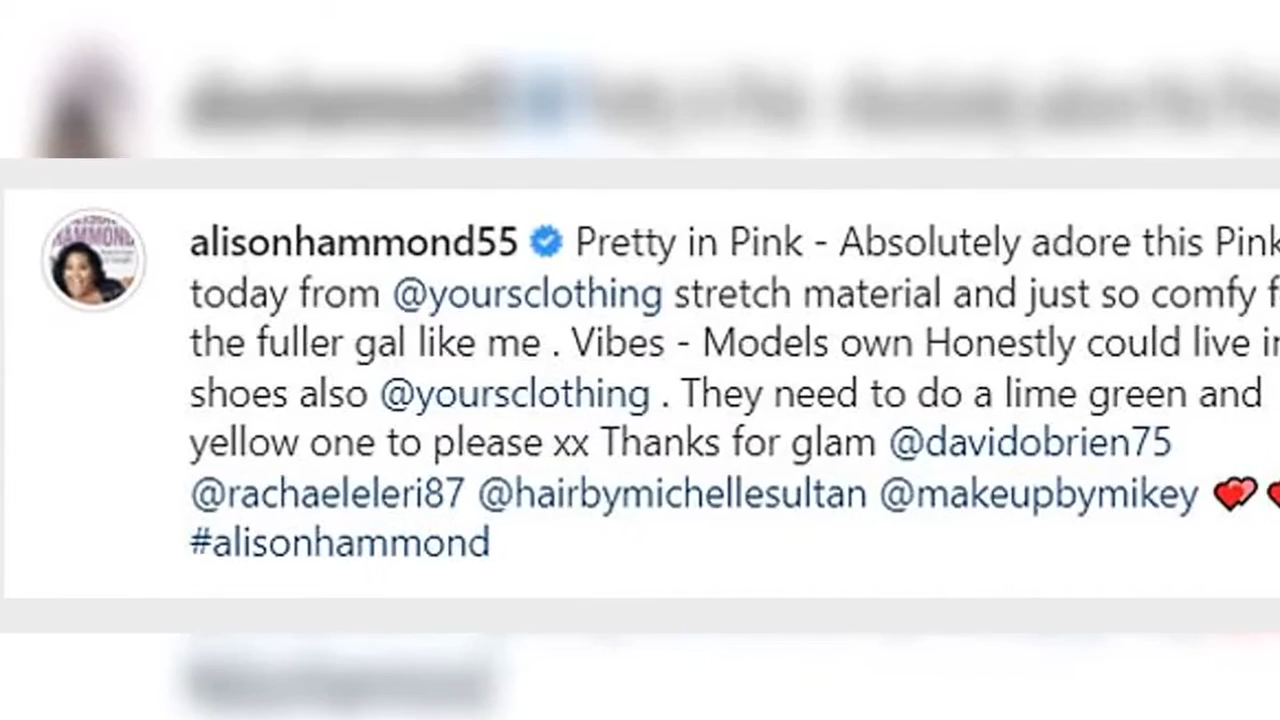 alisonhammond55 Pretty in Pink - Absolutely adore this Pink
today from @yoursclothing stretch material and just so comfy
the fuller gal like me . Vibes - Models own Honestly could live
shoes also @yoursclothing . They need to do a lime green and
yellow one to please xx Thanks for glam @davidobrien75
@rachaeleleri87 @hairbymichellesultan @makeupbymikey
#alisonhammond
HAMMOND